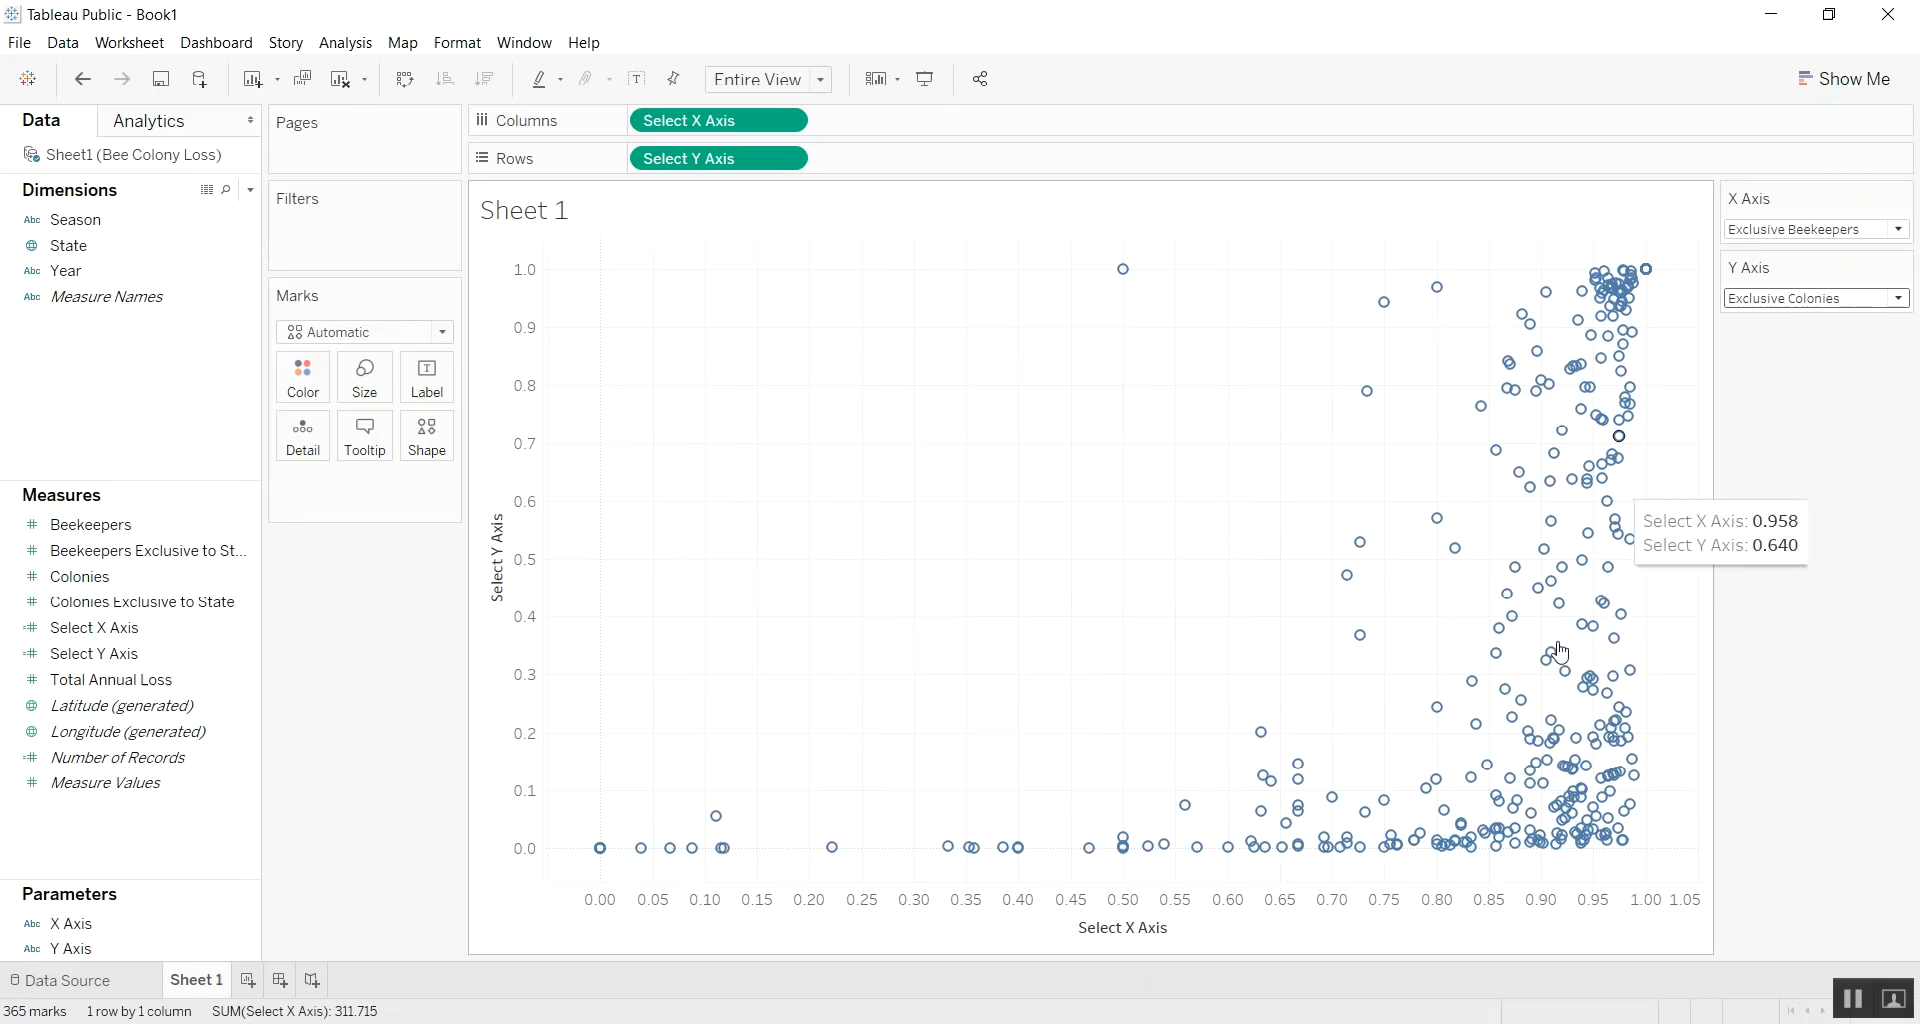 Tableau Public - Book1
File Data Worksheet Dashboard Story Analysis Map Format Window Help
Entire View
Show Me
Data
Analytics
Sheet1 (Bee Colony Loss)
Dimensions
Abc Season
State
Abc Year
Abc Measure Names
Measures
# Beekeepers
# Beekeepers Exclusive to St...
# Colonies
# Colonies Exclusive to State
=# Select X Axis
=# Select Y Axis
# Total Annual Loss
Latitude (generated)
Longitude (generated)
=# Number of Records
# Measure Values
Parameters
Abc X Axis
Abc Y Axis
Pages
Filters
Marks
Automatic
Color
Size
Label
Detail
Tooltip
Shape
Columns
Select X Axis
Rows
Select Y Axis
Sheet 1
1.0
0.9
0.8
0.7
0.6
0.5
0.4
0.3
0.2
0.1
0.0
Select Y Axis
0.00 0.05 0.10 0.15 0.20 0.25 0.30 0.35 0.40 0.45 0.50 0.55 0.60 0.65 0.70 0.75 0.80 0.85 0.90 0.95 1.00 1.05
Select X Axis
Select X Axis: 0.958
Select Y Axis: 0.640
X Axis
Exclusive Beekeepers
Y Axis
Exclusive Colonies
Data Source
Sheet 1
365 marks 1 row by 1 column SUM(Select X Axis): 311.715